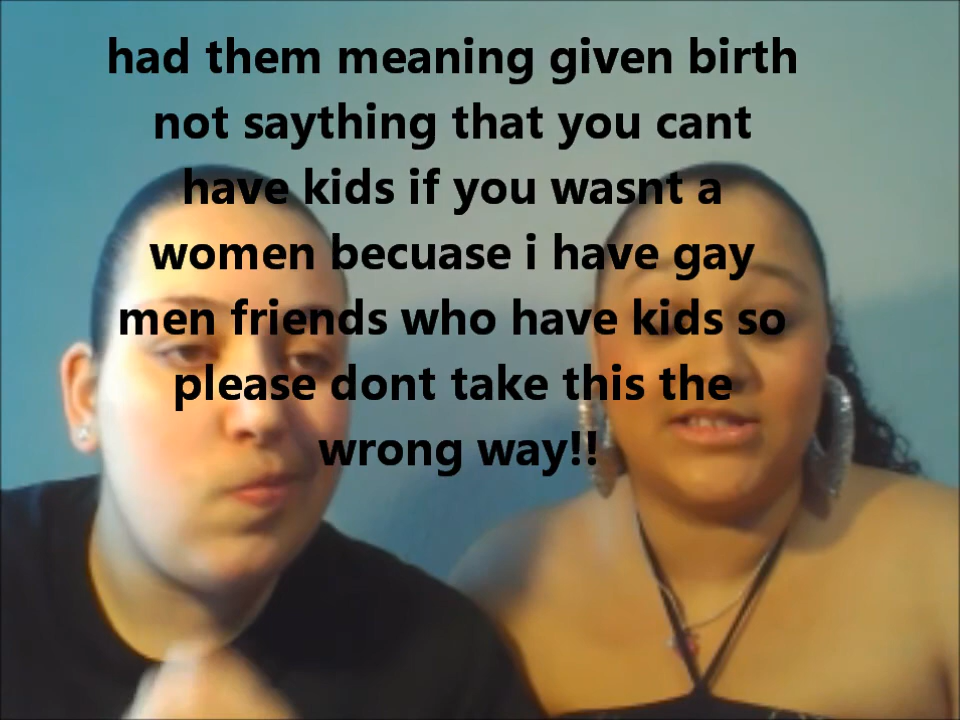 had them meaning given birth
not saything that you cant
have kids if you wasnt a
women becuase i have gay
men friends who have kids so
please dont take this the
wrong way!!